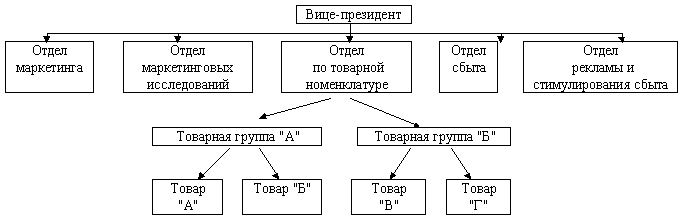 Вице-президент
Отдел
маркетинга
Отдел
маркетинговых
исследований
Отдел
по товарной
номенклатуре
Отдел
сбыта
Отдел
рекламы и
стимулирования сбыта
Товарная группа "А"
Товарная группа "Б"
Товар
"А"
Товар "Б"
Товар
"В"
Товар
"Г"